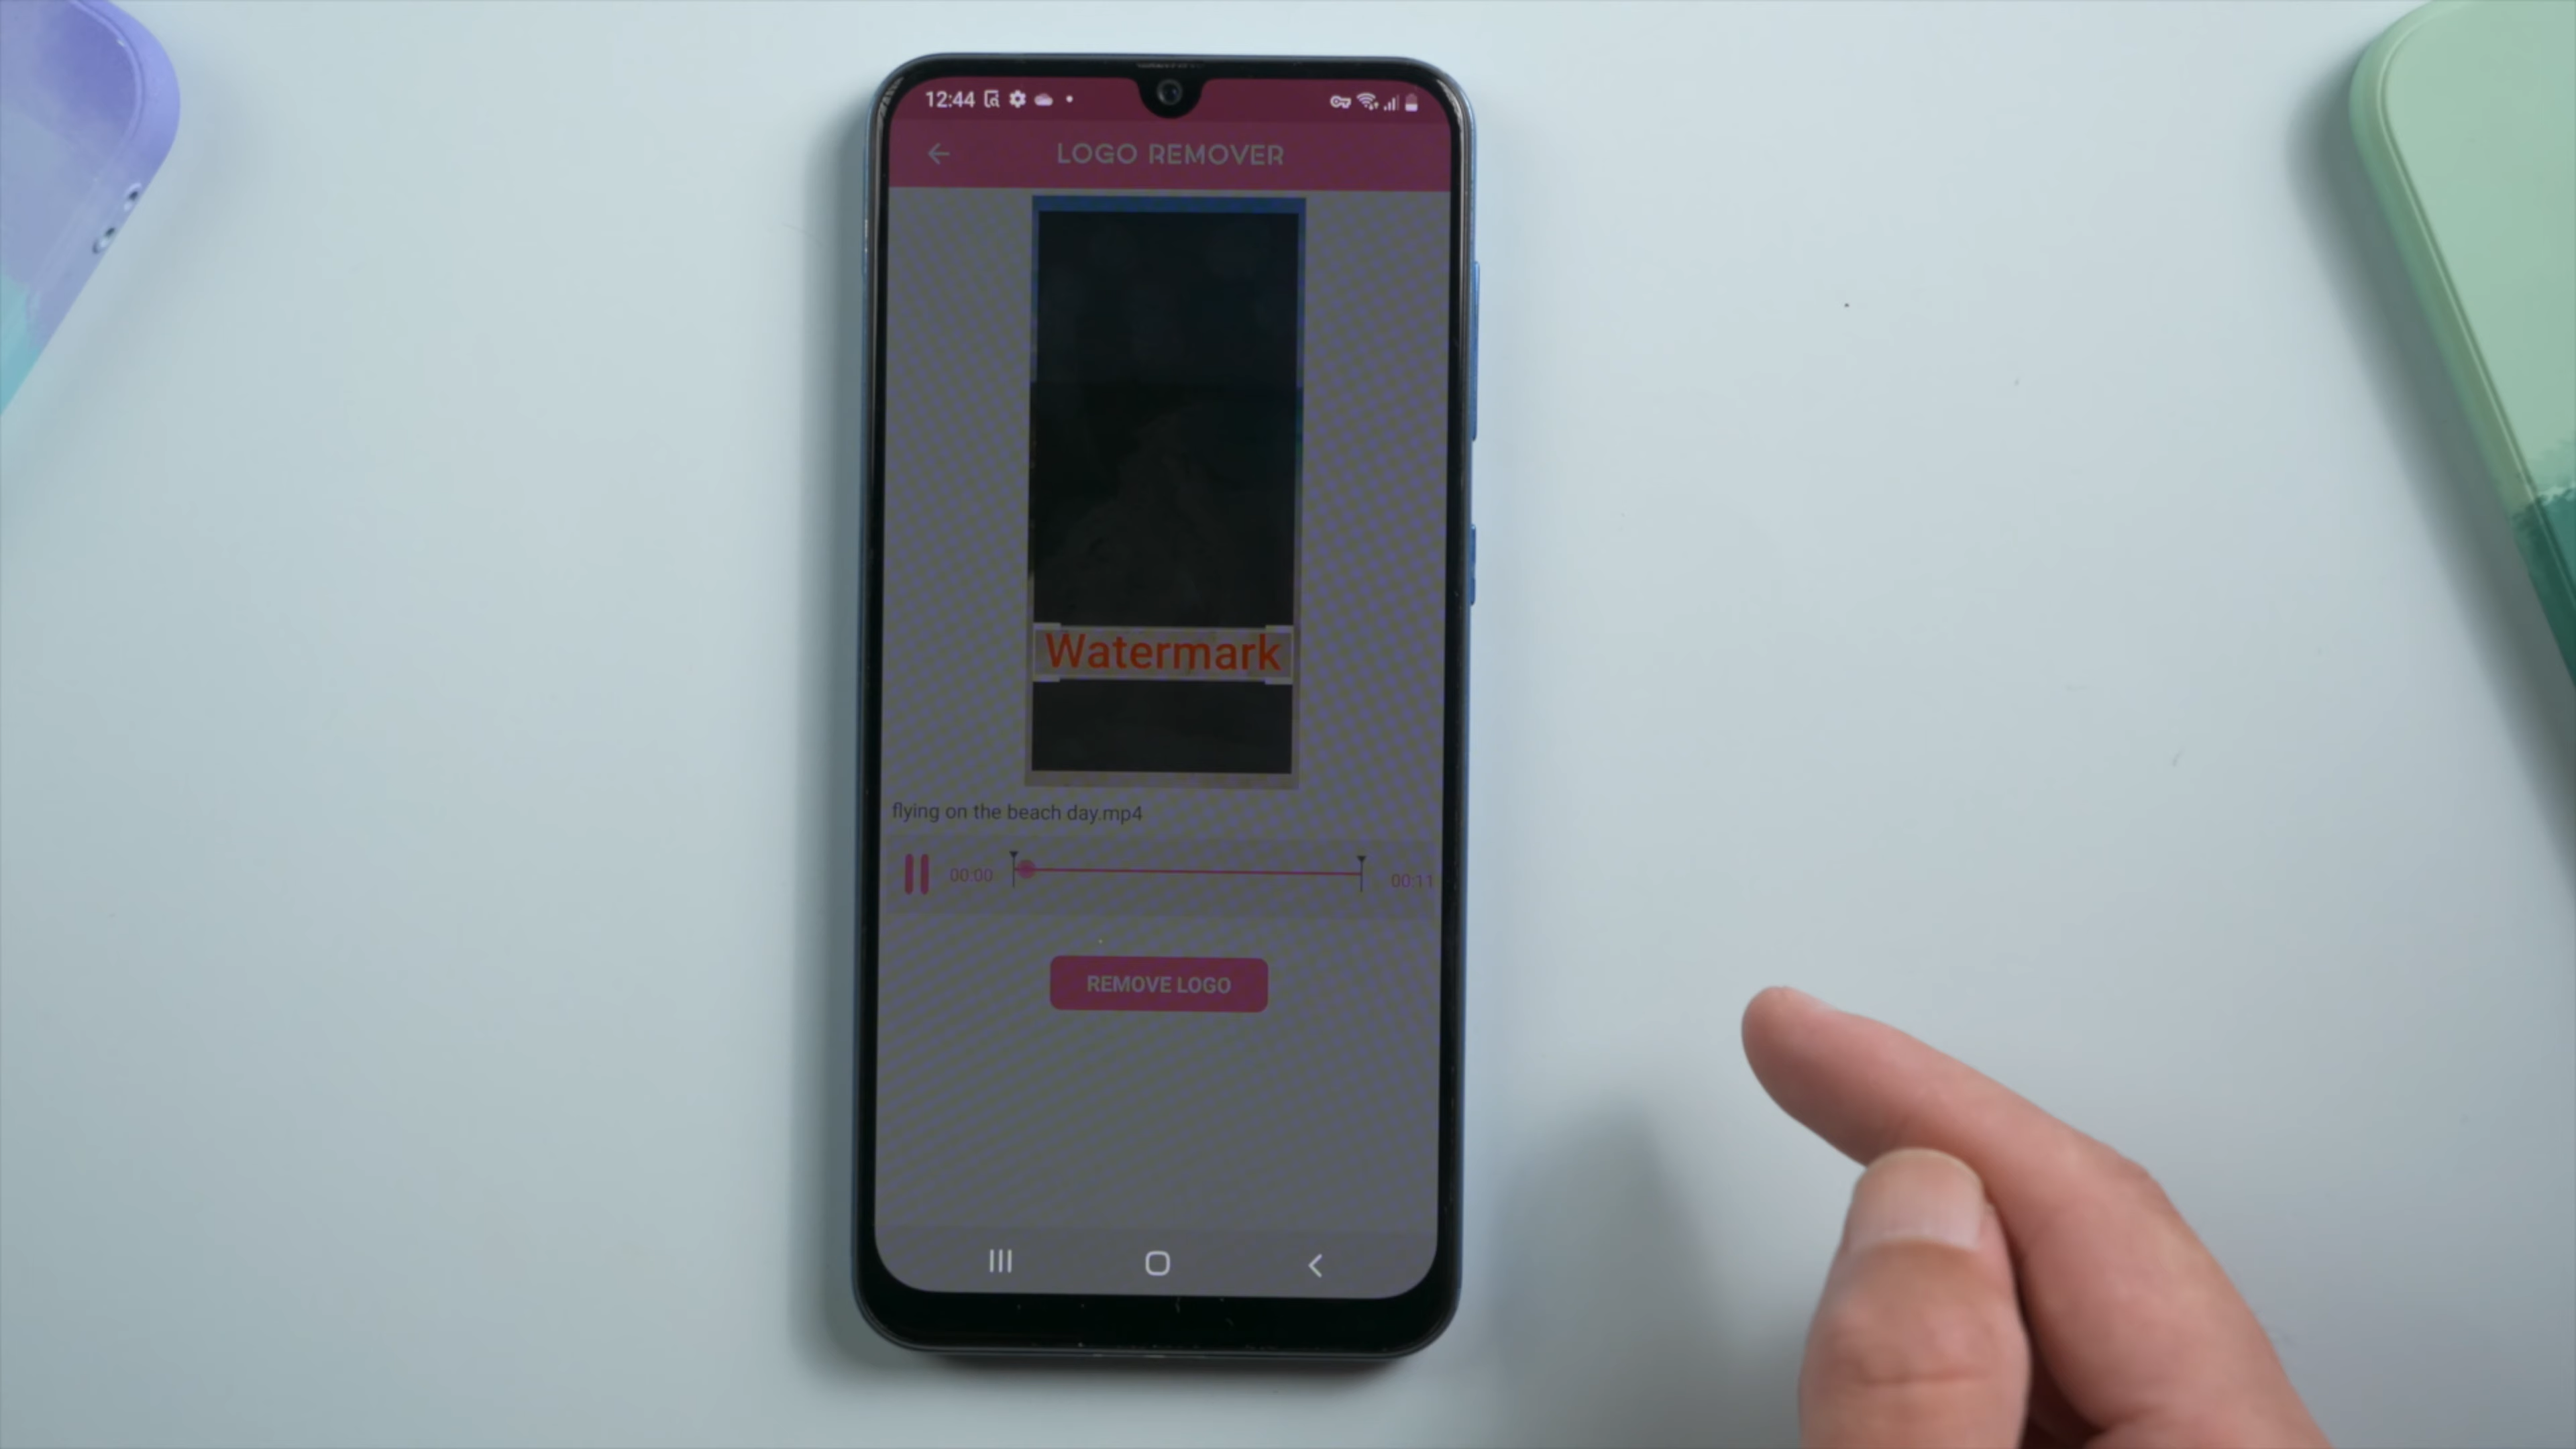 12:44
LOGO REMOVER
Watermark
flying on the beach day.mp4
00:00
00:11
REMOVE LOGO